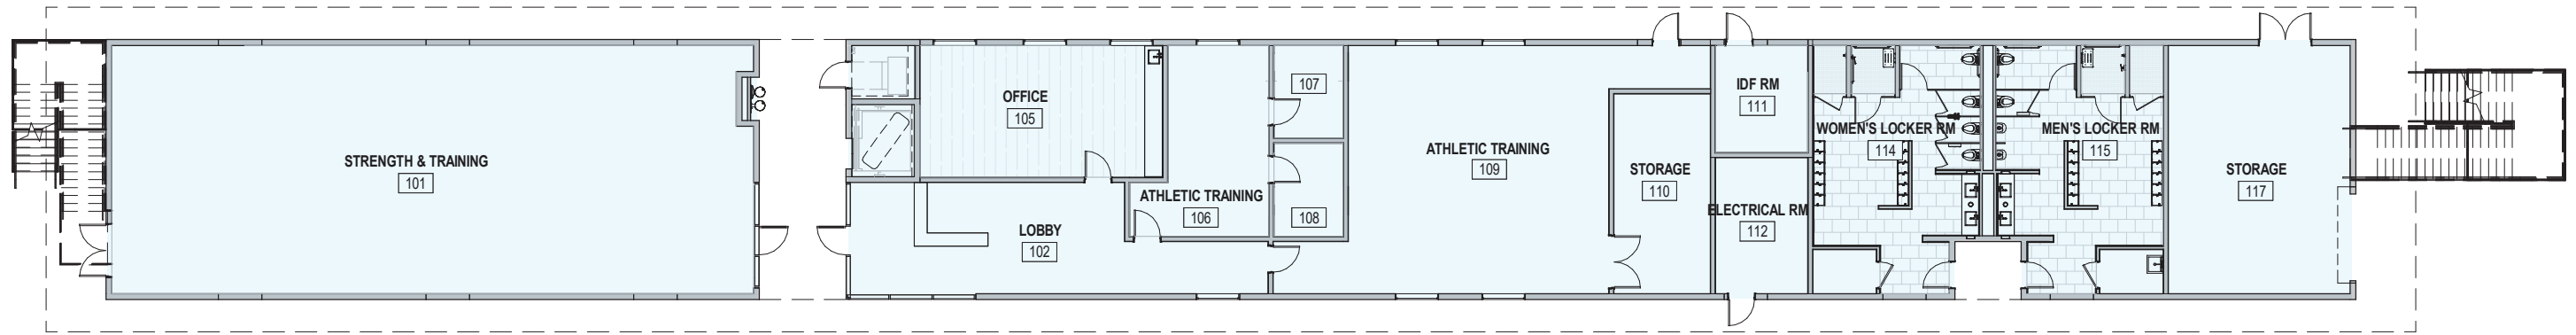 STRENGTH & TRAINING
101
OFFICE
105
LOBBY
102
ATHLETIC TRAINING
106
107
108
ATHLETIC TRAINING
109
STORAGE
110
IDF RM
111
ELECTRICAL RM
112
WOMEN'S LOCKER RM
114
MEN'S LOCKER RM
115
STORAGE
117